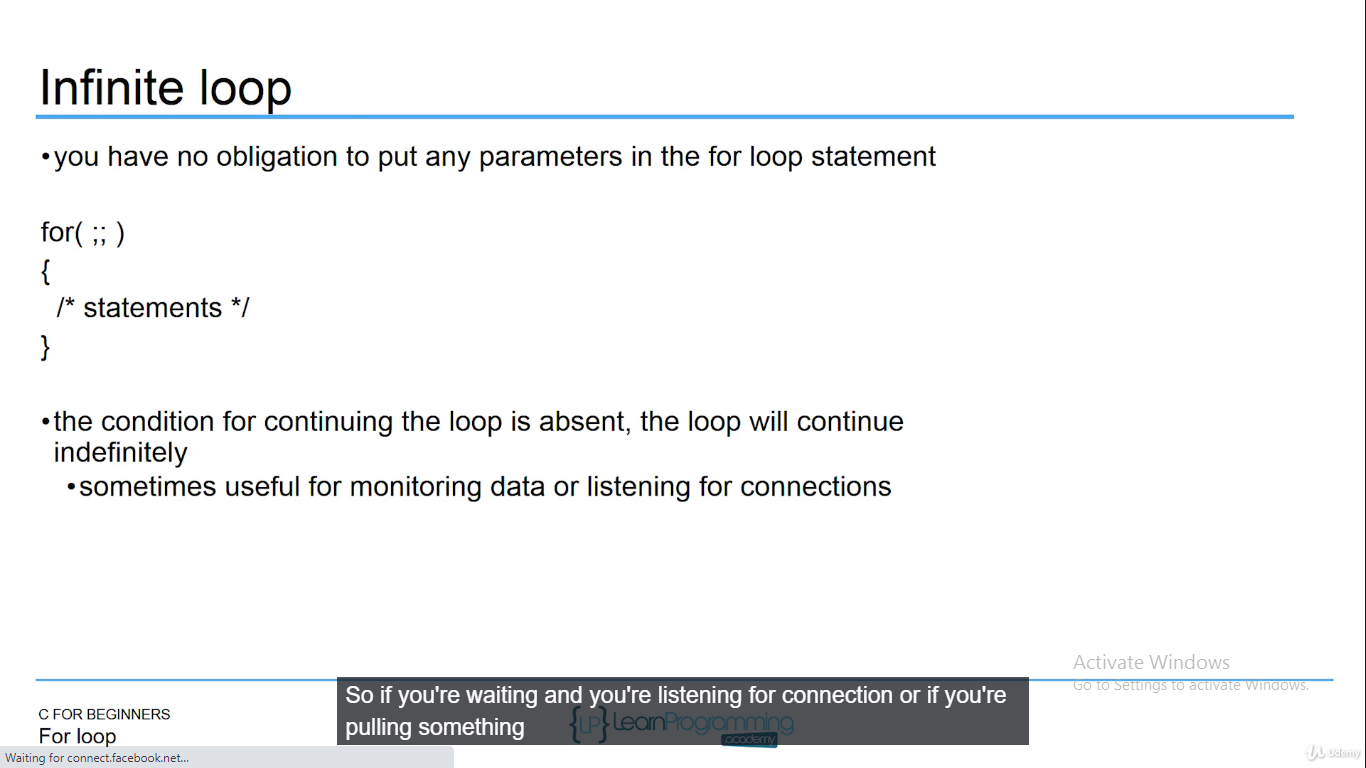 Infinite loop
•you have no obligation to put any parameters in the for loop statement
for( ;; )
{
/* statements */
}
•the condition for continuing the loop is absent, the loop will continue
indefinitely
•sometimes useful for monitoring data or listening for connections
Activate Windows
Go to Settings to activate Windows.
So if you're waiting and you're listening for connection or if you're
pulling something
C FOR BEGINNERS
For loop
{LP} LearnProgramming
academy
Waiting for connect.facebook.net...
Udemy